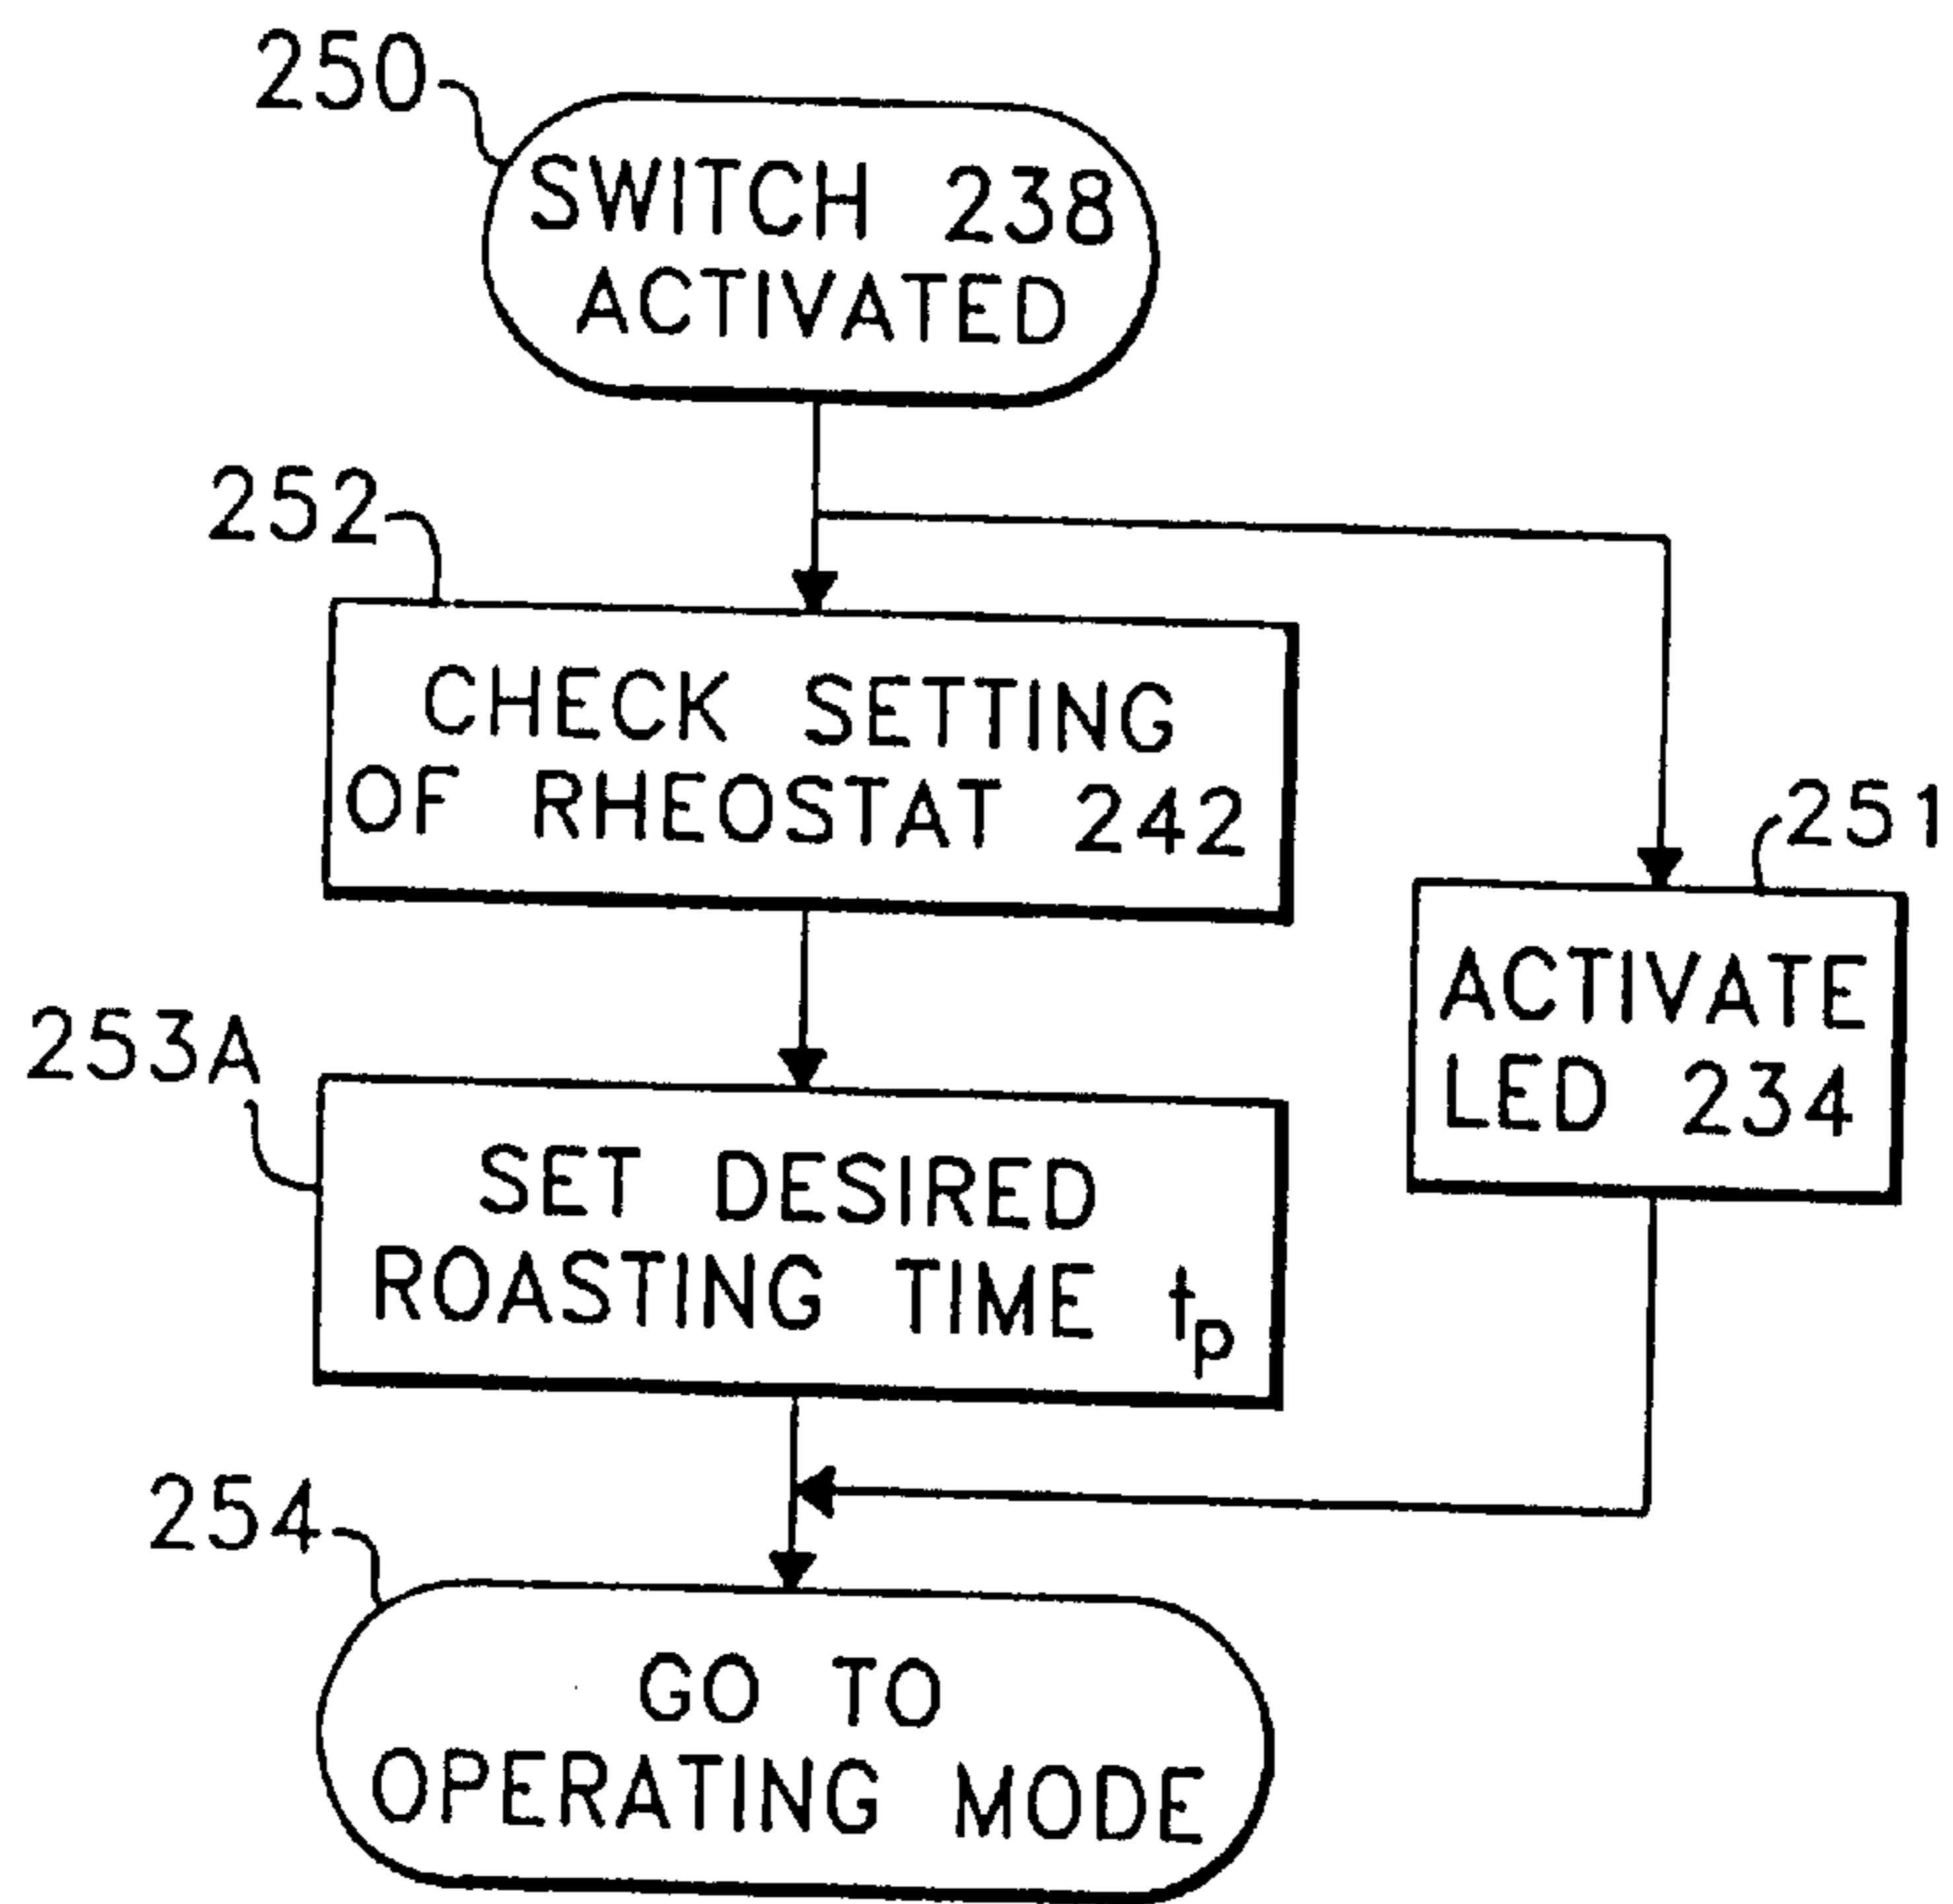 250
SWITCH 238
ACTIVATED
252
CHECK SETTING
OF RHEOSTAT 242
251
ACTIVATE
LED 234
253A
SET DESIRED
ROASTING TIME tp
254
GO TO
OPERATING MODE